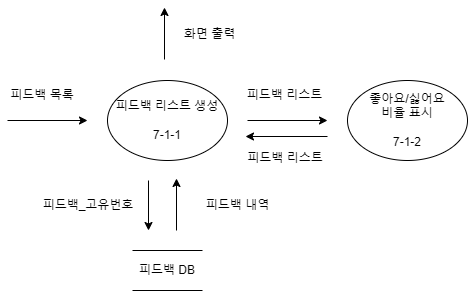 화면 출력
피드백 목록
피드백 리스트 생성
7-1-1
피드백 리스트
피드백 리스트
좋아요/싫어요
비율 표시
7-1-2
피드백_고유번호
피드백 내역
피드백 DB